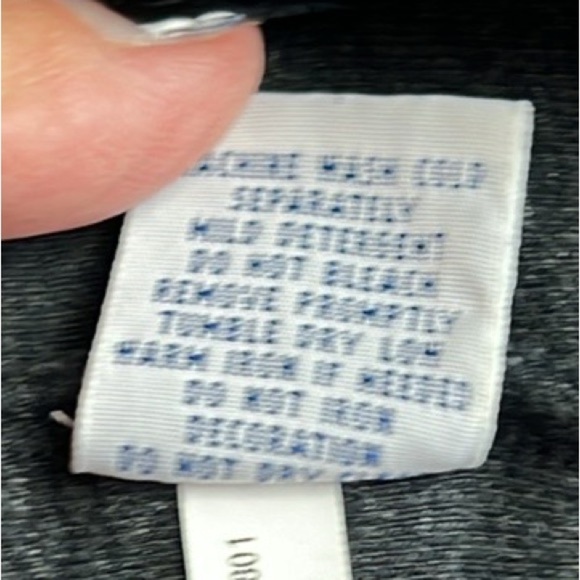 MACHINE WASH COLD
SEPARATELY
MILD DETERGENT
DO NOT BLEACH
REMOVE PROMPTLY
TUMBLE DRY LOW
WARM IRON IF NEEDED
DO NOT IRON
DECORATION
DO NOT DRY
801